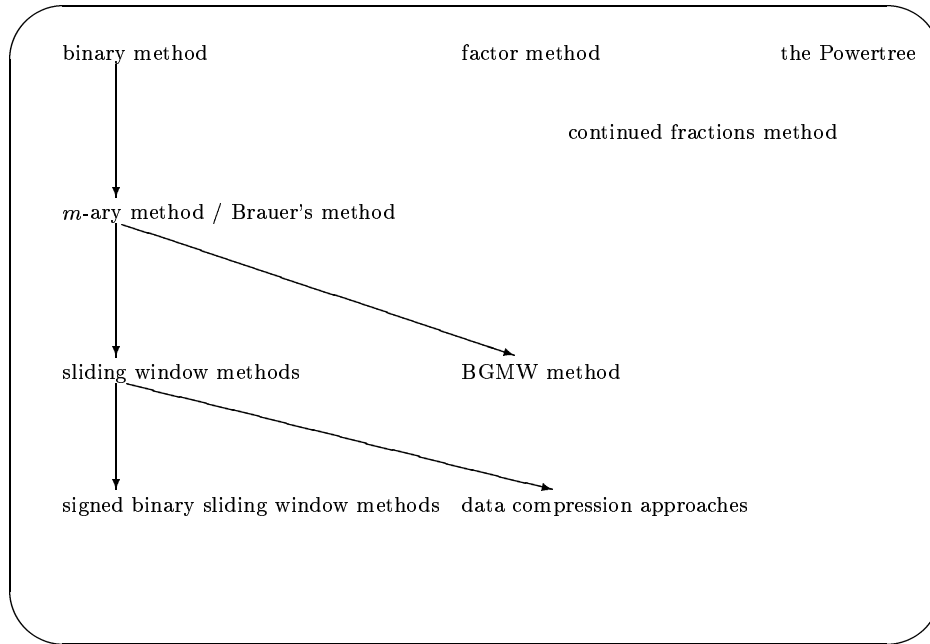 binary method factor method the Powertree
continued fractions method
m-ary method / Brauer's method
sliding window methods BGMW method
signed binary sliding window methods data compression approaches